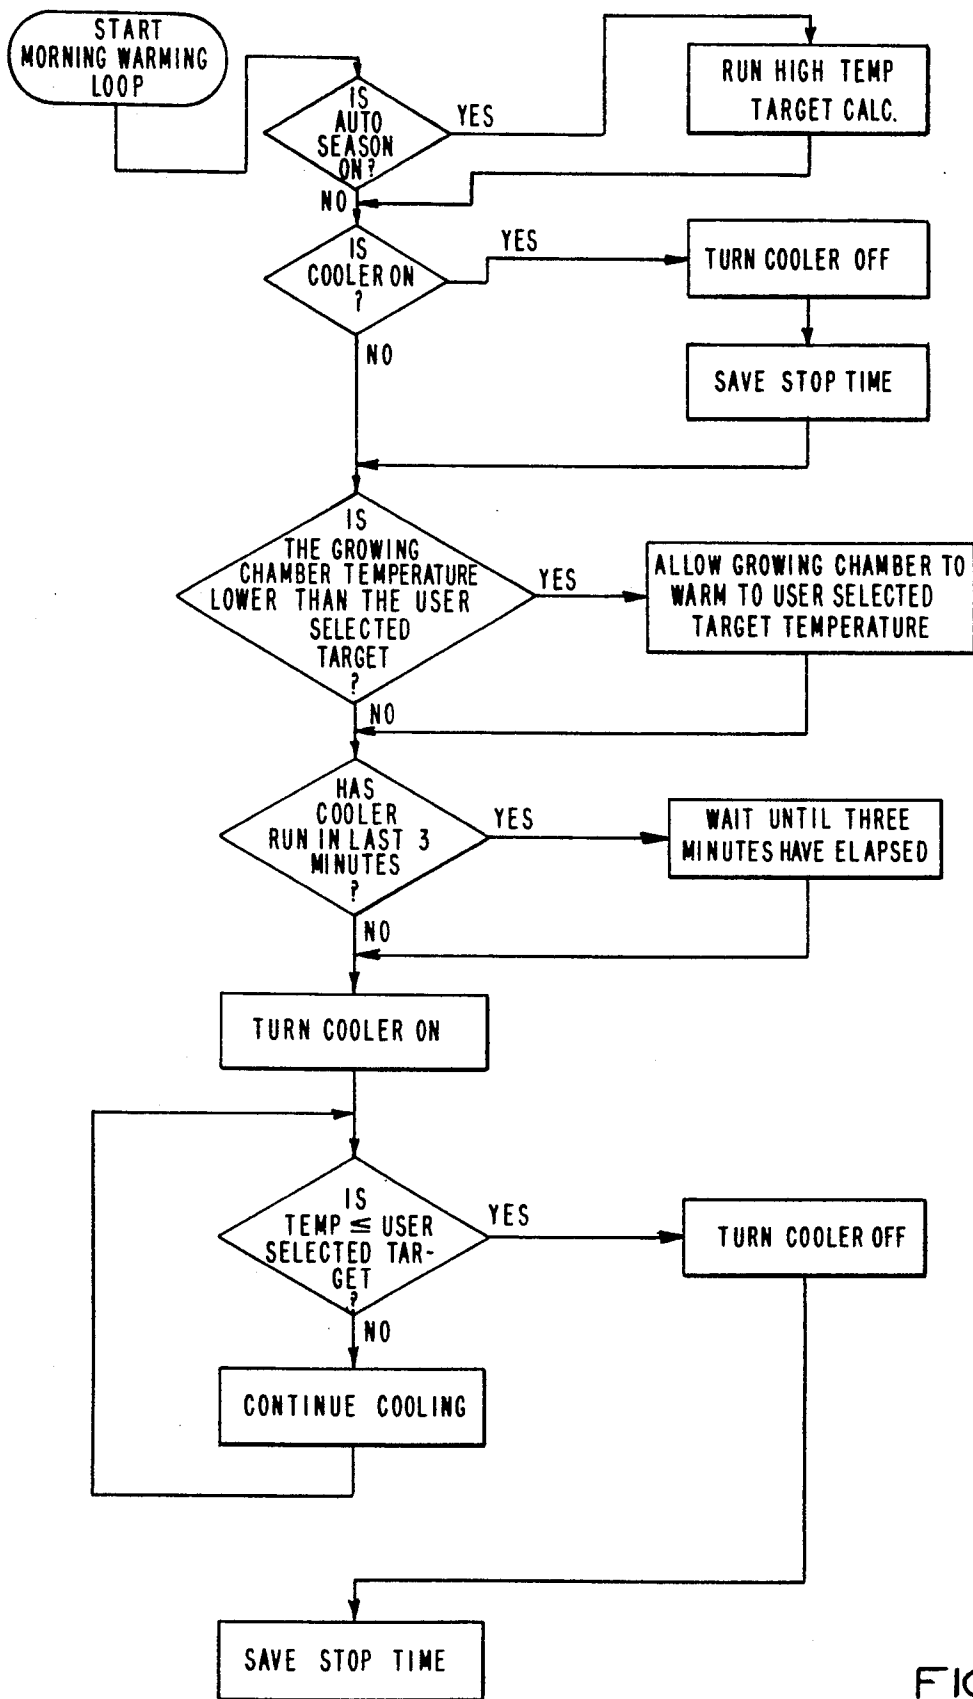 START
MORNING WARMING
LOOP
IS
AUTO
SEASON
ON?
YES
RUN HIGH TEMP
TARGET CALC.
NO
IS
COOLER ON
?
YES
TURN COOLER OFF
NO
SAVE STOP TIME
IS
THE GROWING
CHAMBER TEMPERATURE
LOWER THAN THE USER
SELECTED
TARGET
?
YES
ALLOW GROWING CHAMBER TO
WARM TO USER SELECTED
TARGET TEMPERATURE
NO
HAS
COOLER
RUN IN LAST 3
MINUTES
?
YES
WAIT UNTIL THREE
MINUTES HAVE ELAPSED
NO
TURN COOLER ON
IS
TEMP ≤ USER
SELECTED TAR-
GET
?
YES
TURN COOLER OFF
NO
CONTINUE COOLING
SAVE STOP TIME